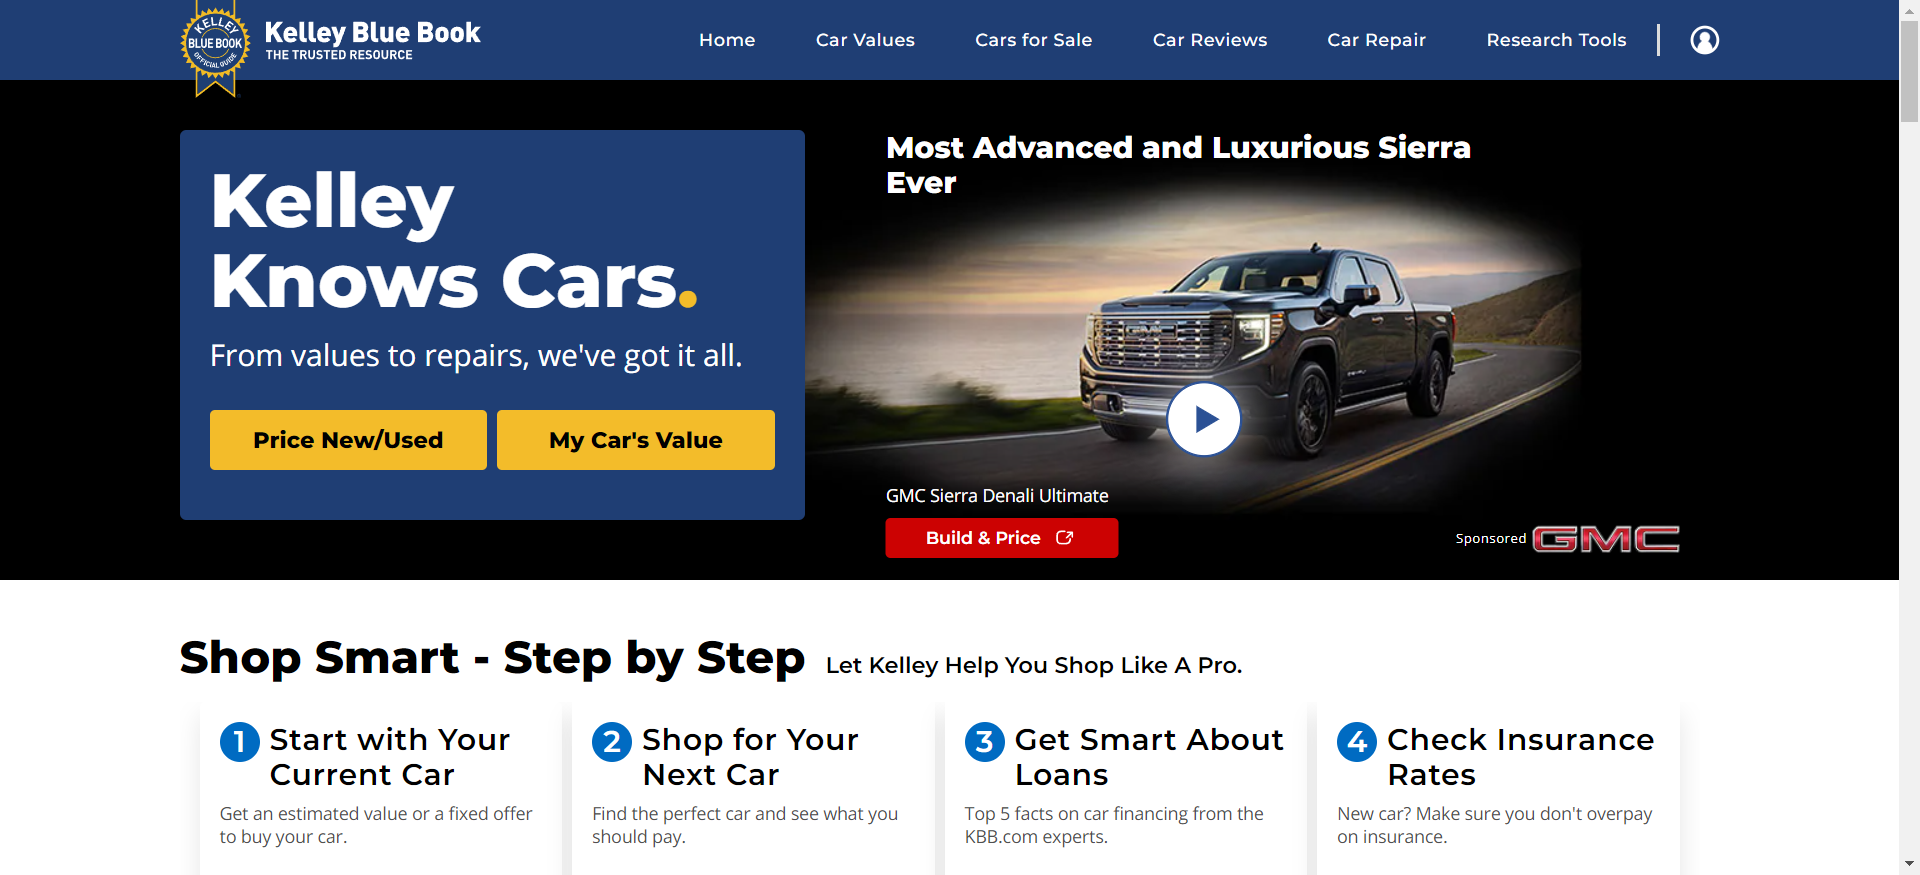 KELLEY
BLUE BOOK
OFFICIAL GUIDE
Kelley Blue Book
THE TRUSTED RESOURCE
Home
Car Values
Cars for Sale
Car Reviews
Car Repair
Research Tools
Kelley
Knows Cars.
From values to repairs, we've got it all.
Price New/Used
My Car's Value
Most Advanced and Luxurious Sierra
Ever
GMC Sierra Denali Ultimate
Build & Price
Sponsored GMC
Shop Smart - Step by Step
Let Kelley Help You Shop Like A Pro.
1 Start with Your
Current Car
Get an estimated value or a fixed offer
to buy your car.
2 Shop for Your
Next Car
Find the perfect car and see what you
should pay.
3 Get Smart About
Loans
Top 5 facts on car financing from the
KBB.com experts.
4 Check Insurance
Rates
New car? Make sure you don't overpay
on insurance.